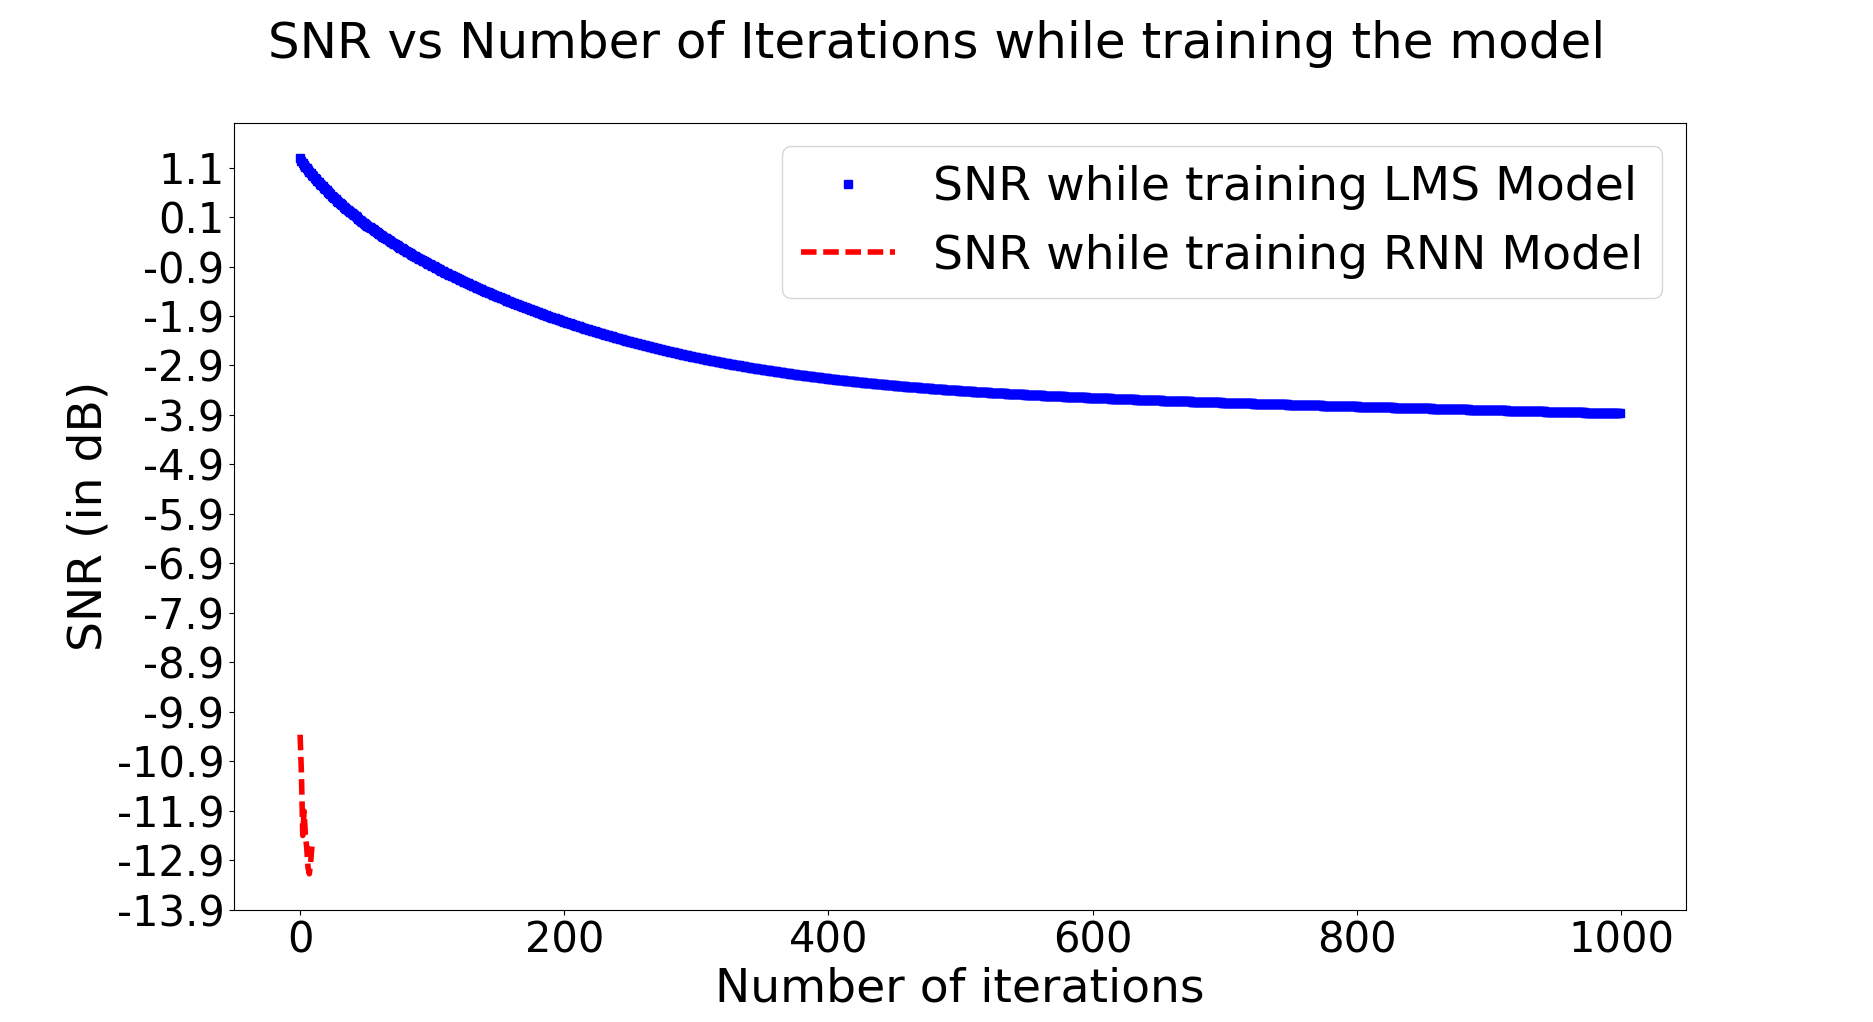 SNR vs Number of Iterations while training the model
SNR while training LMS Model
SNR while training RNN Model
SNR (in dB)
1.1
0.1
-0.9
-1.9
-2.9
-3.9
-4.9
-5.9
-6.9
-7.9
-8.9
-9.9
-10.9
-11.9
-12.9
-13.9
0 200 400 600 800 1000
Number of iterations